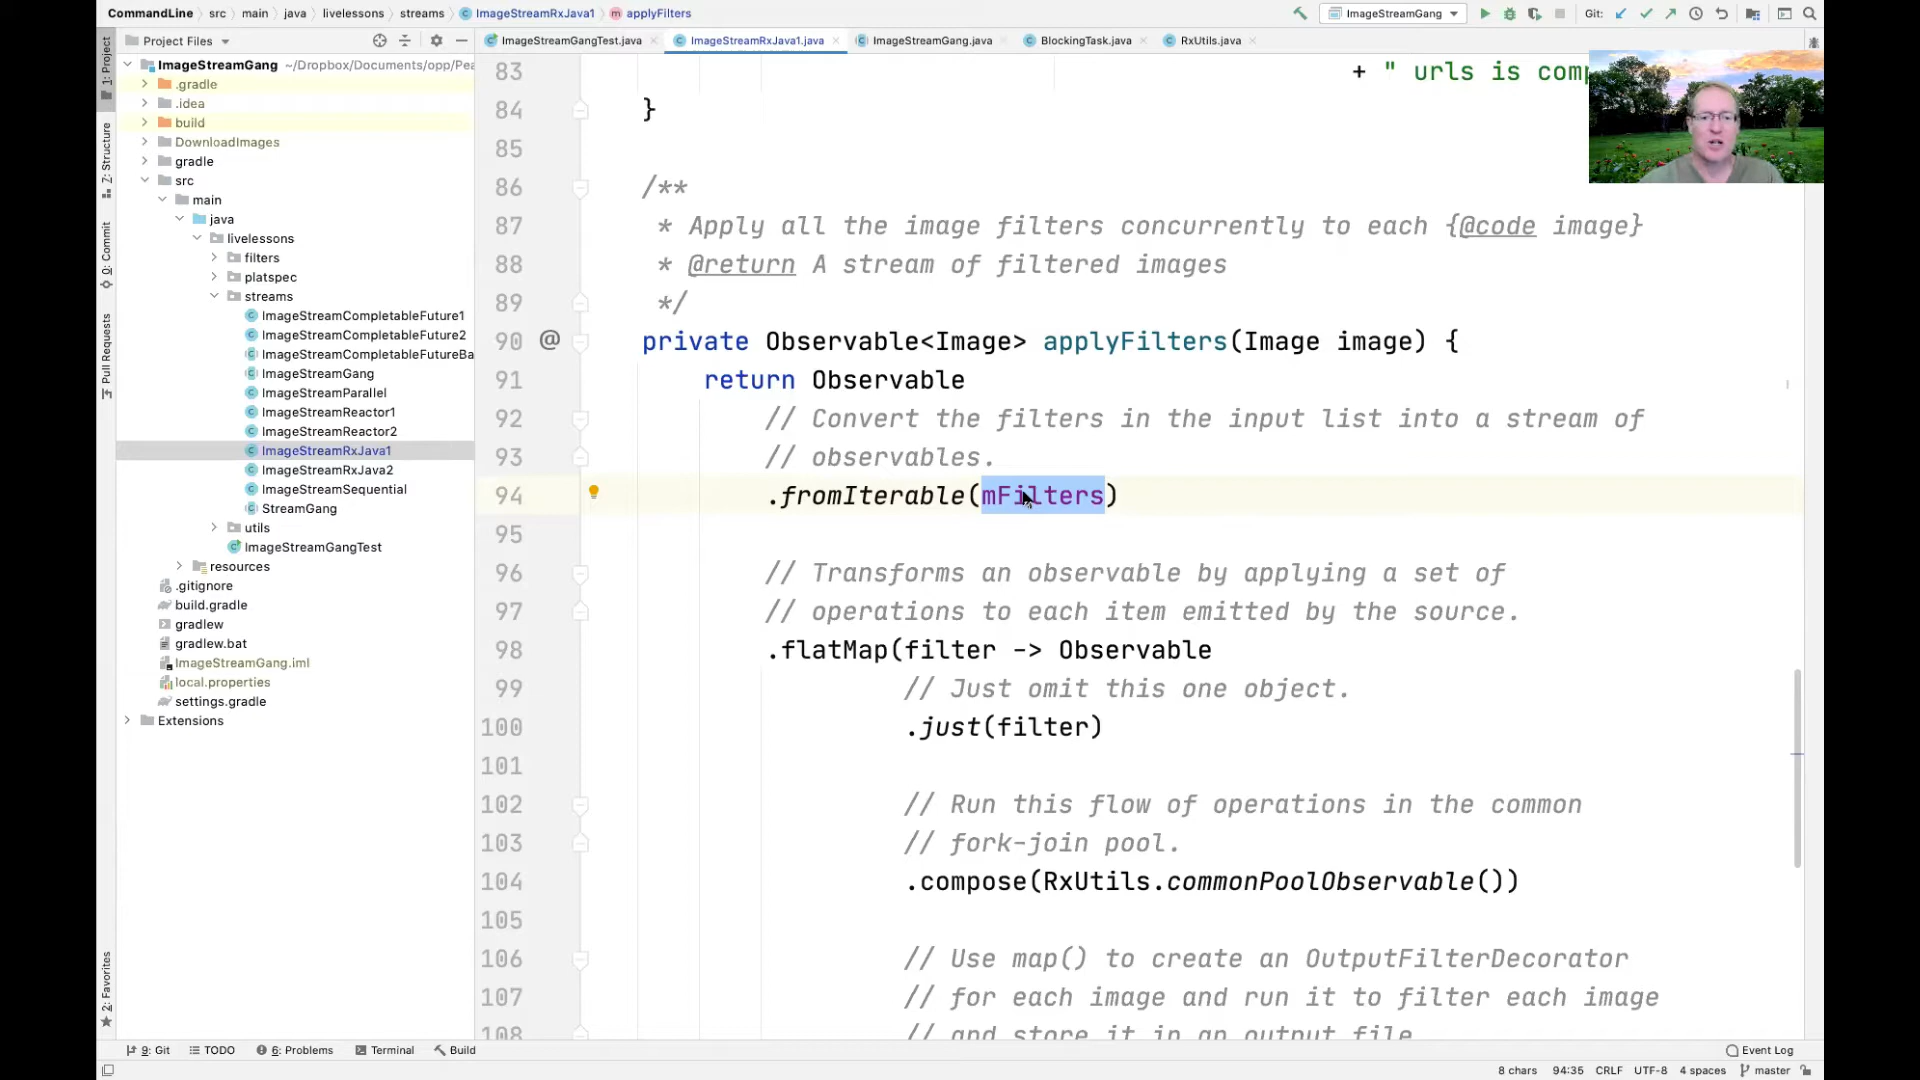 CommandLine src main java livelessons streams ImageStreamRxJava1 applyFilters
ImageStreamGang
Git:
Project Files
ImageStreamGangTest.java
ImageStreamRxJava1.java
ImageStreamGang.java
BlockingTask.java
RxUtils.java
1: Project
7: Structure
0: Commit
Pull Requests
2: Favorites
ImageStreamGang ~/Dropbox/Documents/opp/Pea
.gradle
.idea
build
DownloadImages
gradle
src
main
java
livelessons
filters
platspec
streams
ImageStreamCompletableFuture1
ImageStreamCompletableFuture2
ImageStreamCompletableFutureBa
ImageStreamGang
ImageStreamParallel
ImageStreamReactor1
ImageStreamReactor2
ImageStreamRxJava1
ImageStreamRxJava2
ImageStreamSequential
StreamGang
utils
ImageStreamGangTest
resources
.gitignore
build.gradle
gradlew
gradlew.bat
ImageStreamGang.iml
local.properties
settings.gradle
Extensions
83 + " urls is comp
84 }
85
86 /**
87 * Apply all the image filters concurrently to each {@code image}
88 * @return A stream of filtered images
89 */
90 @ private Observable<Image> applyFilters(Image image) {
91 return Observable
92 // Convert the filters in the input list into a stream of
93 // observables.
94 .fromIterable(mFilters)
95
96 // Transforms an observable by applying a set of
97 // operations to each item emitted by the source.
98 .flatMap(filter -> Observable
99 // Just omit this one object.
100 .just(filter)
101
102 // Run this flow of operations in the common
103 // fork-join pool.
104 .compose(RxUtils.commonPoolObservable())
105
106 // Use map() to create an OutputFilterDecorator
107 // for each image and run it to filter each image
108 // and store it in an output file
9: Git TODO 6: Problems Terminal Build Event Log
8 chars 94:35 CRLF UTF-8 4 spaces master